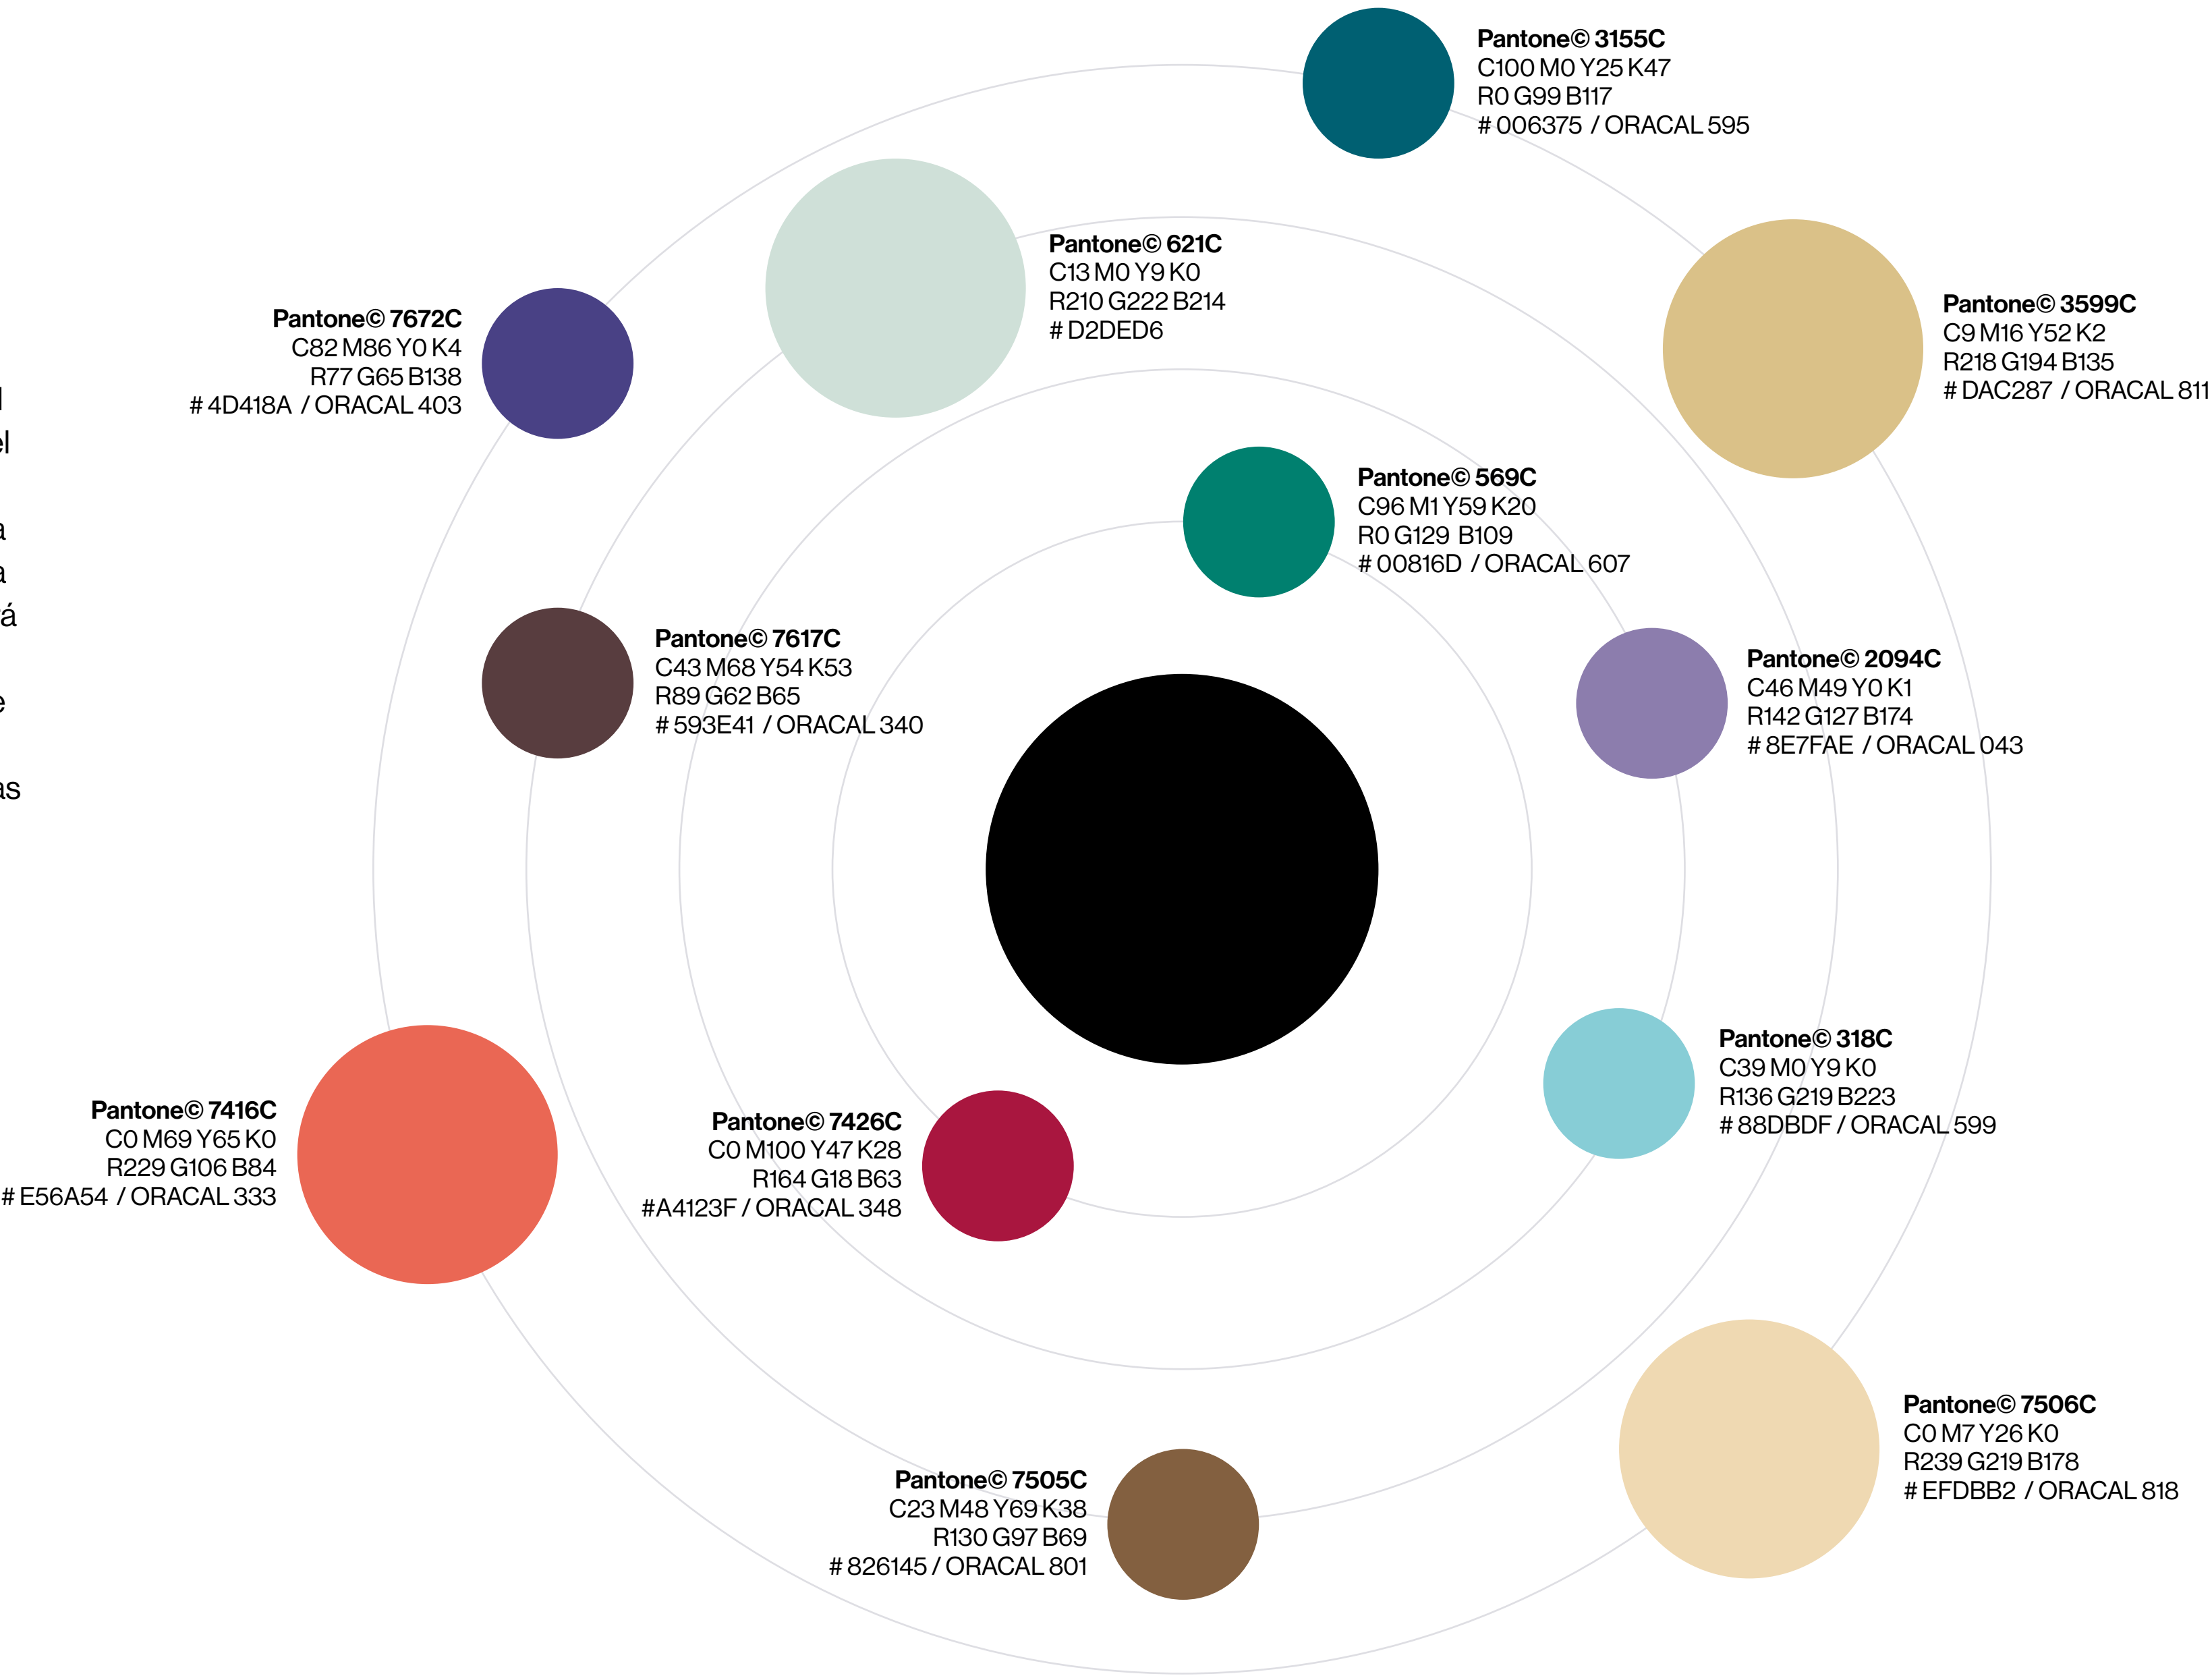 Pantone© 3155C
C100 M0 Y25 K47
R0 G99 B117
# 006375 / ORACAL 595
Pantone© 621C
C13 M0 Y9 K0
R210 G222 B214
# D2DED6
Pantone© 3599C
C9 M16 Y52 K2
R218 G194 B135
# DAC287 / ORACAL 811
Pantone© 7672C
C82 M86 Y0 K4
R77 G65 B138
# 4D418A / ORACAL 403
Pantone© 569C
C96 M1 Y59 K20
R0 G129 B109
# 00816D / ORACAL 607
Pantone© 7617C
C43 M68 Y54 K53
R89 G62 B65
# 593E41 / ORACAL 340
Pantone© 2094C
C46 M49 Y0 K1
R142 G127 B174
# 8E7FAE / ORACAL 043
Pantone© 318C
C39 M0 Y9 K0
R136 G219 B223
# 88DBDF / ORACAL 599
Pantone© 7416C
C0 M69 Y65 K0
R229 G106 B84
# E56A54 / ORACAL 333
Pantone© 7426C
C0 M100 Y47 K28
R164 G18 B63
#A4123F / ORACAL 348
Pantone© 7506C
C0 M7 Y26 K0
R239 G219 B178
# EFDBB2 / ORACAL 818
Pantone© 7505C
C23 M48 Y69 K38
R130 G97 B69
# 826145 / ORACAL 801